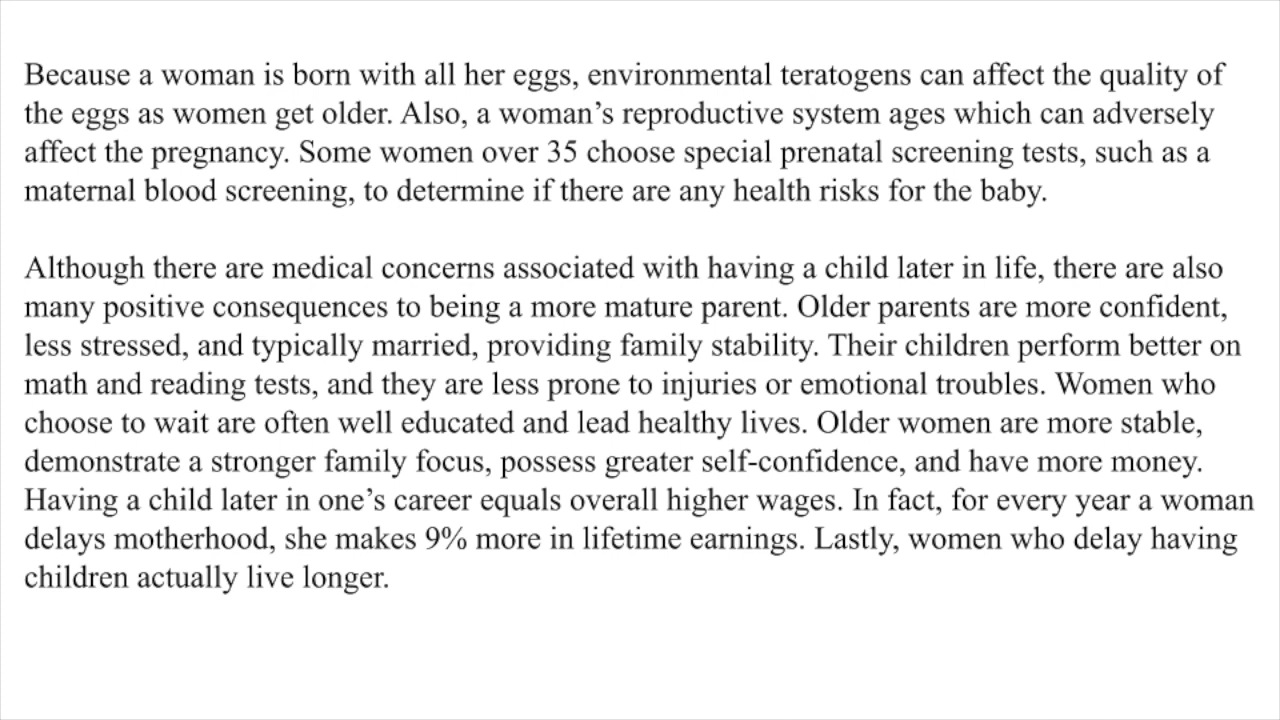 Because a woman is born with all her eggs, environmental teratogens can affect the quality of
the eggs as women get older. Also, a woman’s reproductive system ages which can adversely
affect the pregnancy. Some women over 35 choose special prenatal screening tests, such as a
maternal blood screening, to determine if there are any health risks for the baby.
Although there are medical concerns associated with having a child later in life, there are also
many positive consequences to being a more mature parent. Older parents are more confident,
less stressed, and typically married, providing family stability. Their children perform better on
math and reading tests, and they are less prone to injuries or emotional troubles. Women who
choose to wait are often well educated and lead healthy lives. Older women are more stable,
demonstrate a stronger family focus, possess greater self-confidence, and have more money.
Having a child later in one’s career equals overall higher wages. In fact, for every year a woman
delays motherhood, she makes 9% more in lifetime earnings. Lastly, women who delay having
children actually live longer.